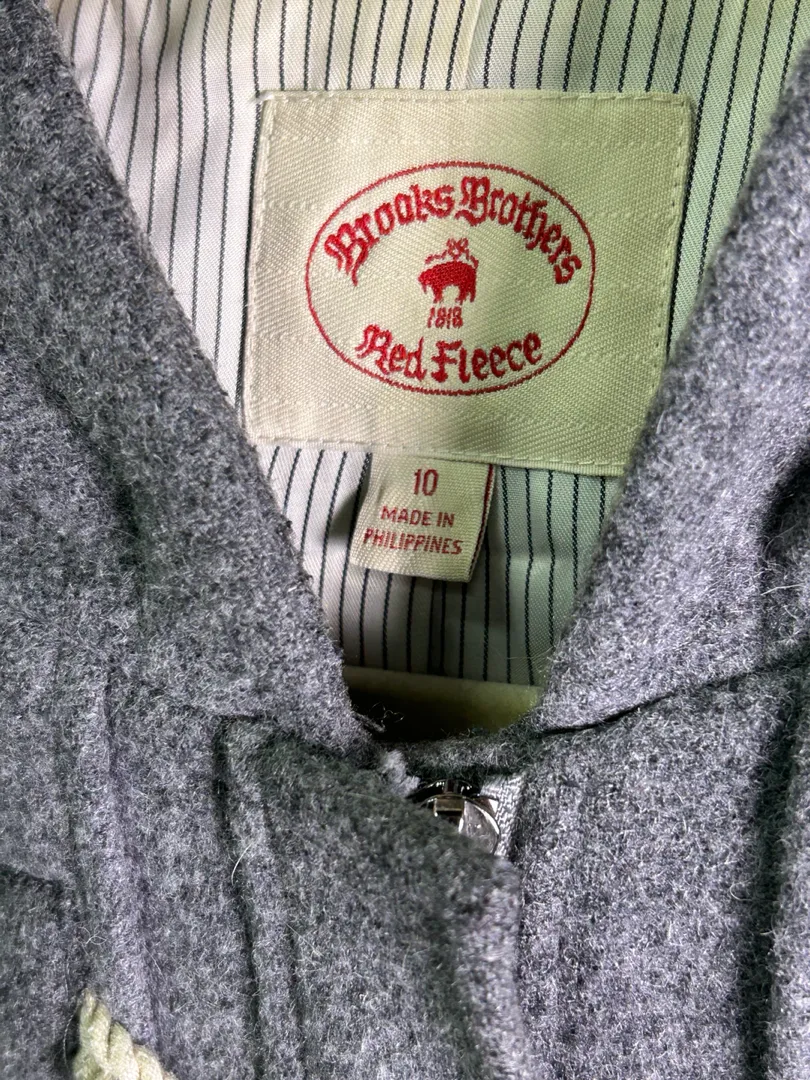 Brooks Brothers
1818
Red Fleece
10
MADE IN
PHILIPPINES